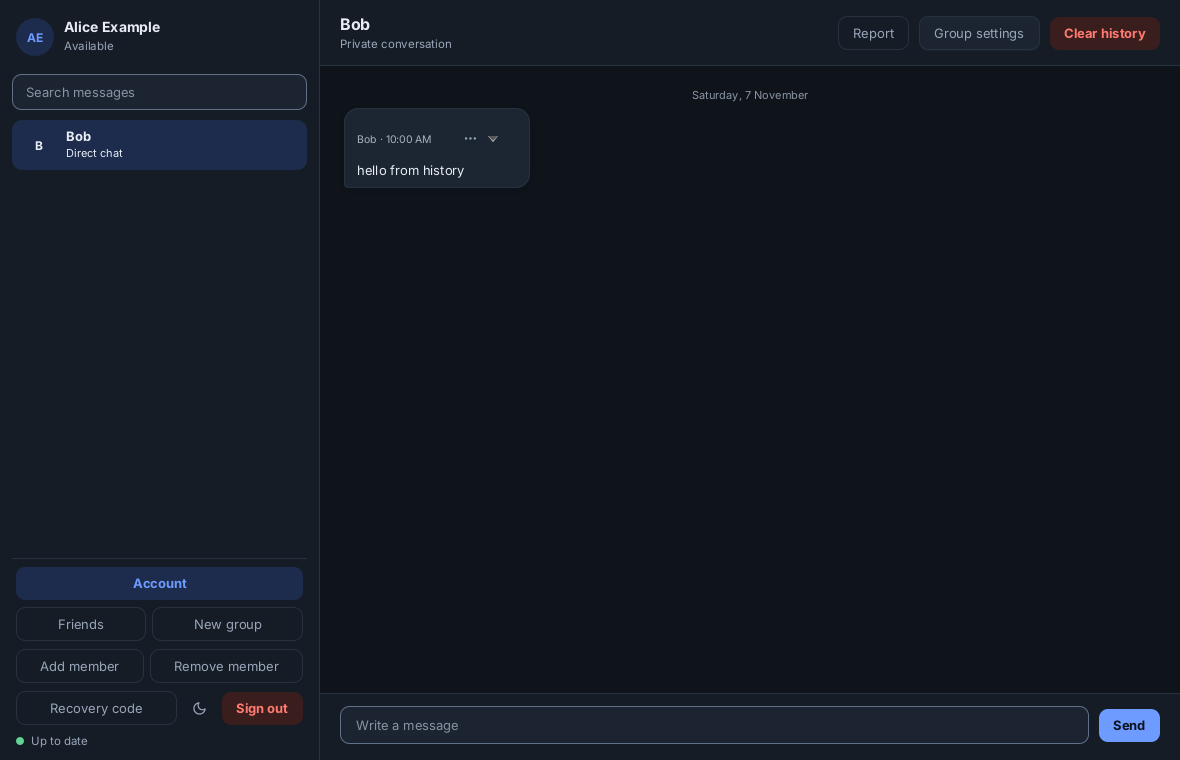 AE
Alice Example
Available
Search messages
B
Bob
Direct chat
Account
Friends
New group
Add member
Remove member
Recovery code
Sign out
Up to date
Bob
Private conversation
Report
Group settings
Clear history
Saturday, 7 November
Bob · 10:00 AM
hello from history
Write a message
Send